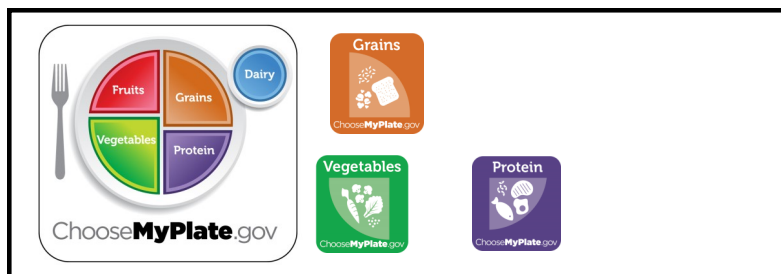 Fruits
Grains
Dairy
Vegetables
Protein
ChooseMyPlate.gov
Grains
ChooseMyPlate.gov
Vegetables
ChooseMyPlate.gov
Protein
ChooseMyPlate.gov